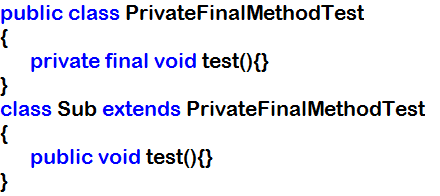 public class PrivateFinalMethodTest
{
private final void test(){}
}
class Sub extends PrivateFinalMethodTest
{
public void test(){}
}